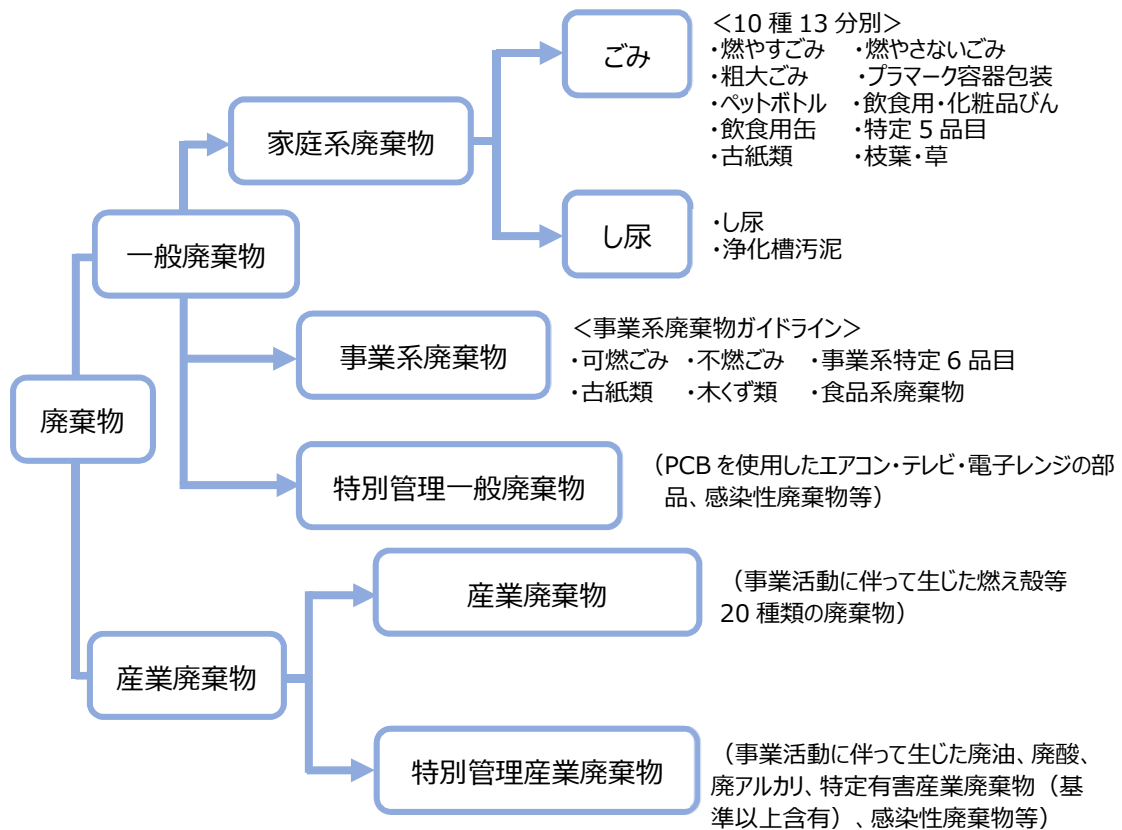 ごみ
<10 種 13 分別>
・燃やすごみ ・燃やさないごみ
・粗大ごみ ・プラマーク容器包装
・ペットボトル ・飲食用・化粧品びん
・飲食用缶 ・特定 5 品目
・古紙類 ・枝葉・草
家庭系廃棄物
し尿
・し尿
・浄化槽汚泥
一般廃棄物
事業系廃棄物
<事業系廃棄物ガイドライン>
・可燃ごみ ・不燃ごみ ・事業系特定 6 品目
・古紙類 ・木くず類 ・食品系廃棄物
廃棄物
特別管理一般廃棄物
(PCB を使用したエアコン・テレビ・電子レンジの部
品、感染性廃棄物等)
産業廃棄物
(事業活動に伴って生じた燃え殻等
20 種類の廃棄物)
産業廃棄物
特別管理産業廃棄物
(事業活動に伴って生じた廃油、廃酸、
廃アルカリ、特定有害産業廃棄物(基
準以上含有)、感染性廃棄物等)